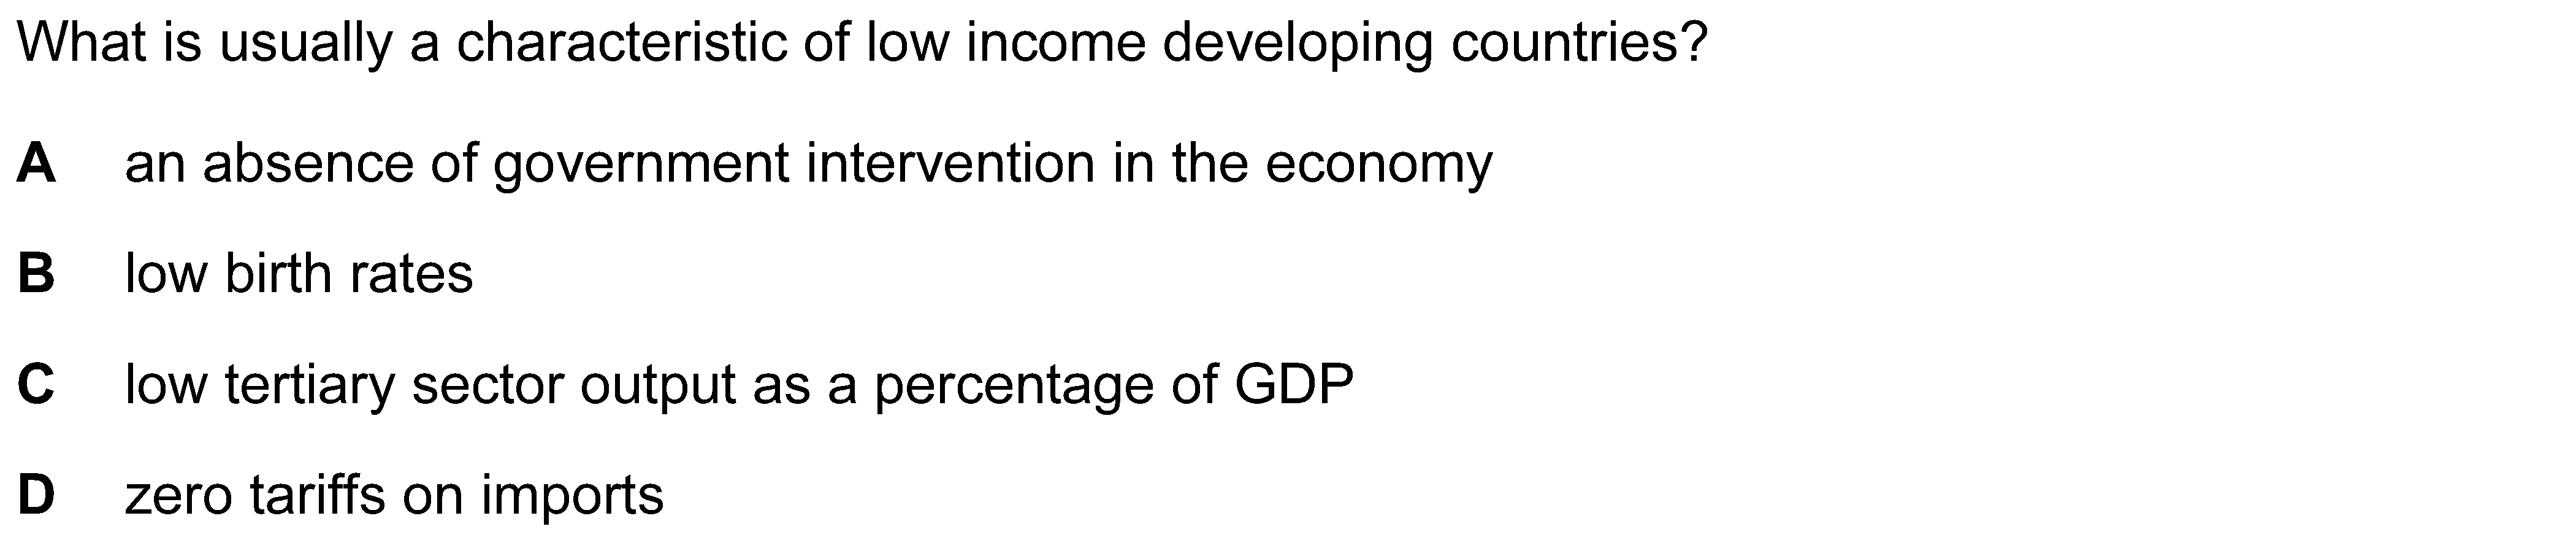 What is usually a characteristic of low income developing countries?
A an absence of government intervention in the economy
B low birth rates
C low tertiary sector output as a percentage of GDP
D zero tariffs on imports